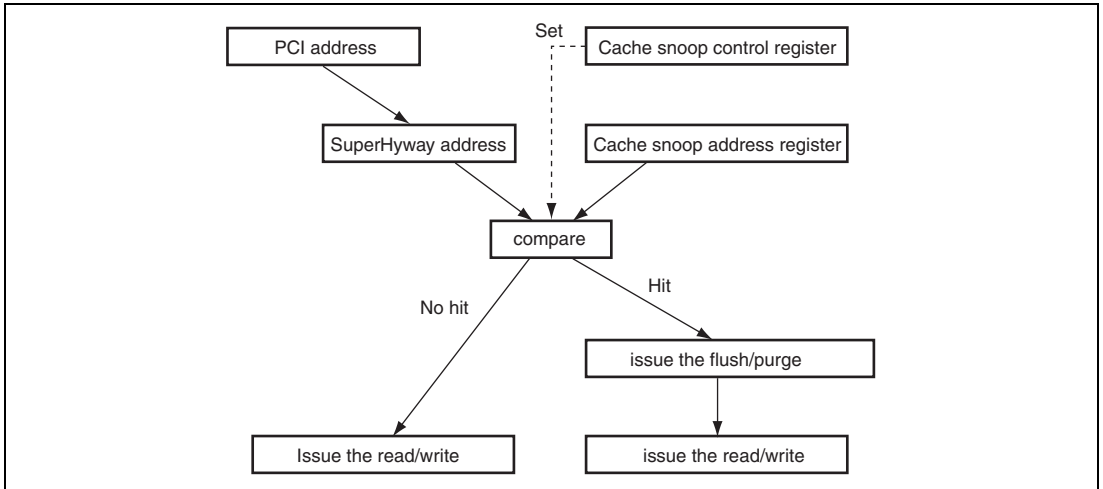 Set
PCI address
Cache snoop control register
SuperHyway address
Cache snoop address register
compare
Hit
No hit
issue the flush/purge
Issue the read/write
issue the read/write